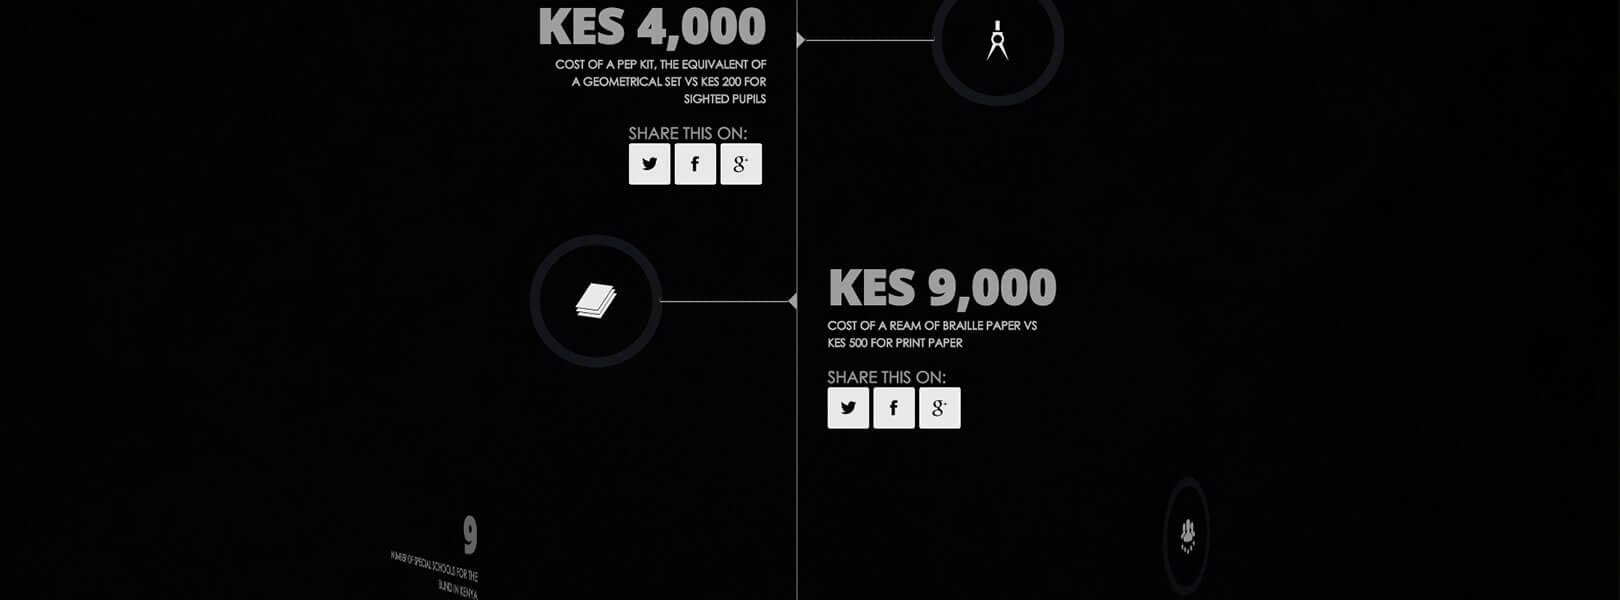 KES 4,000
COST OF A PEP KIT, THE EQUIVALENT OF
A GEOMETRICAL SET VS KES 200 FOR
SIGHTED PUPILS
SHARE THIS ON:
f
g+
KES 9,000
COST OF A REAM OF BRAILLE PAPER VS
KES 500 FOR PRINT PAPER
SHARE THIS ON:
f
g+
9
NUMBER OF SPECIAL SCHOOLS FOR THE
BLIND IN KENYA